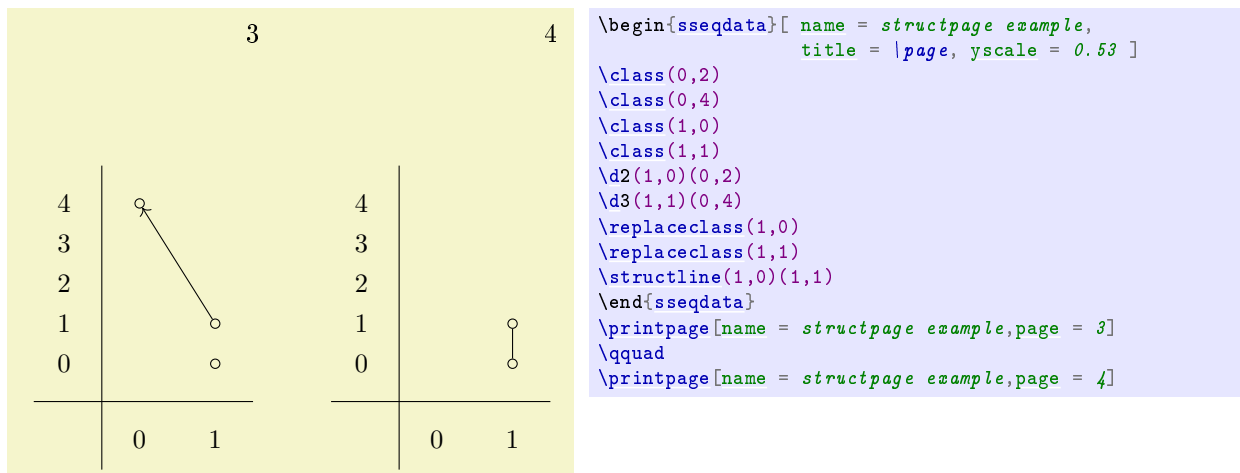 3
4
4
3
2
1
0
0 1
4
3
2
1
0
0 1
\begin{sseqdata}[ name = structpage example,
title = \page, yscale = 0.53 ]
\class(0,2)
\class(0,4)
\class(1,0)
\class(1,1)
\d2(1,0)(0,2)
\d3(1,1)(0,4)
\replaceclass(1,0)
\replaceclass(1,1)
\structline(1,0)(1,1)
\end{sseqdata}
\printpage[name = structpage example,page = 3]
\qquad
\printpage[name = structpage example,page = 4]